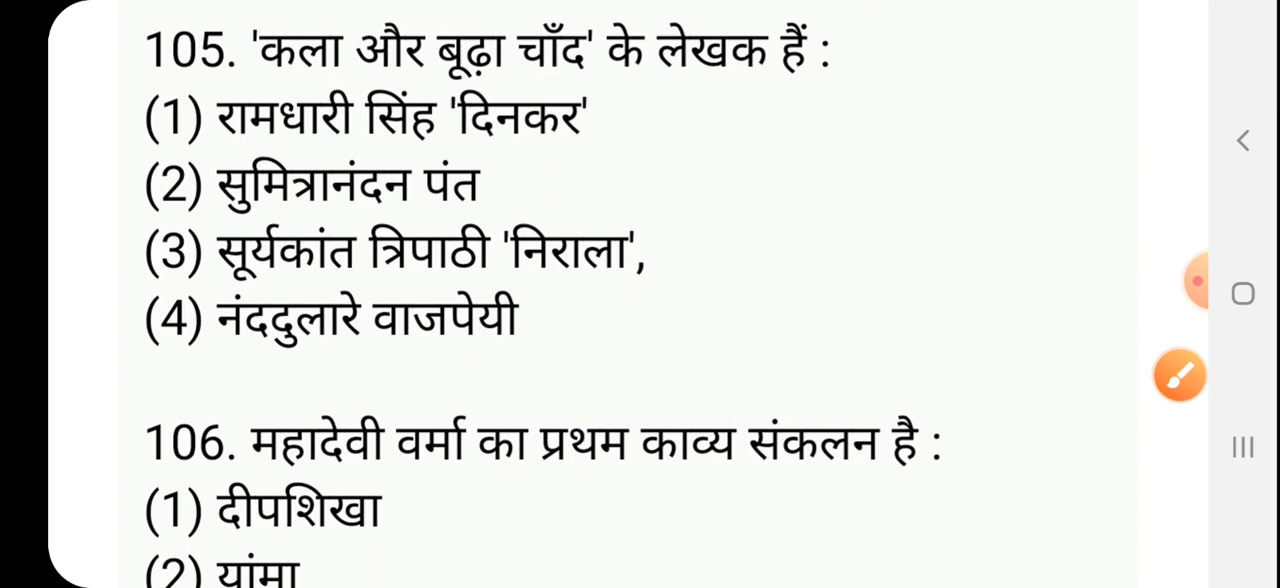 105. 'कला और बूढ़ा चाँद' के लेखक हैं :
(1) रामधारी सिंह 'दिनकर'
(2) सुमित्रानंदन पंत
(3) सूर्यकांत त्रिपाठी 'निराला',
(4) नंददुलारे वाजपेयी
106. महादेवी वर्मा का प्रथम काव्य संकलन है :
(1) दीपशिखा
(2) यांमा